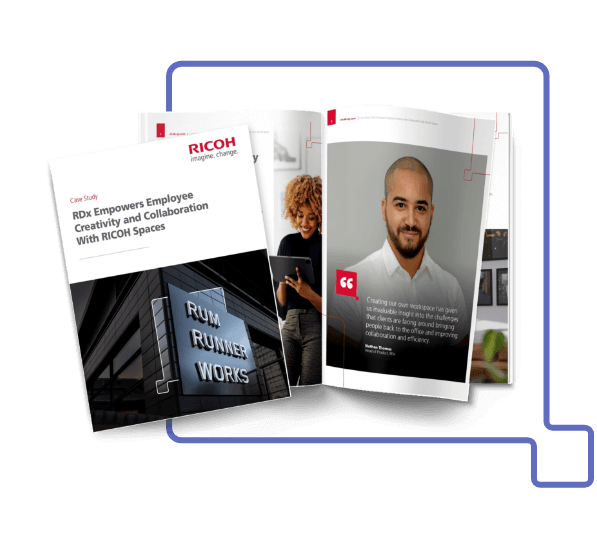 RICOH
imagine. change.
Case Study
RDx Empowers Employee
Creativity and Collaboration
With RICOH Spaces
RUM
RUNNER
WORKS
Creating our own workspace has given
us invaluable insight into the challenges
that clients are facing around bringing
people back to the office and improving
collaboration and efficiency.